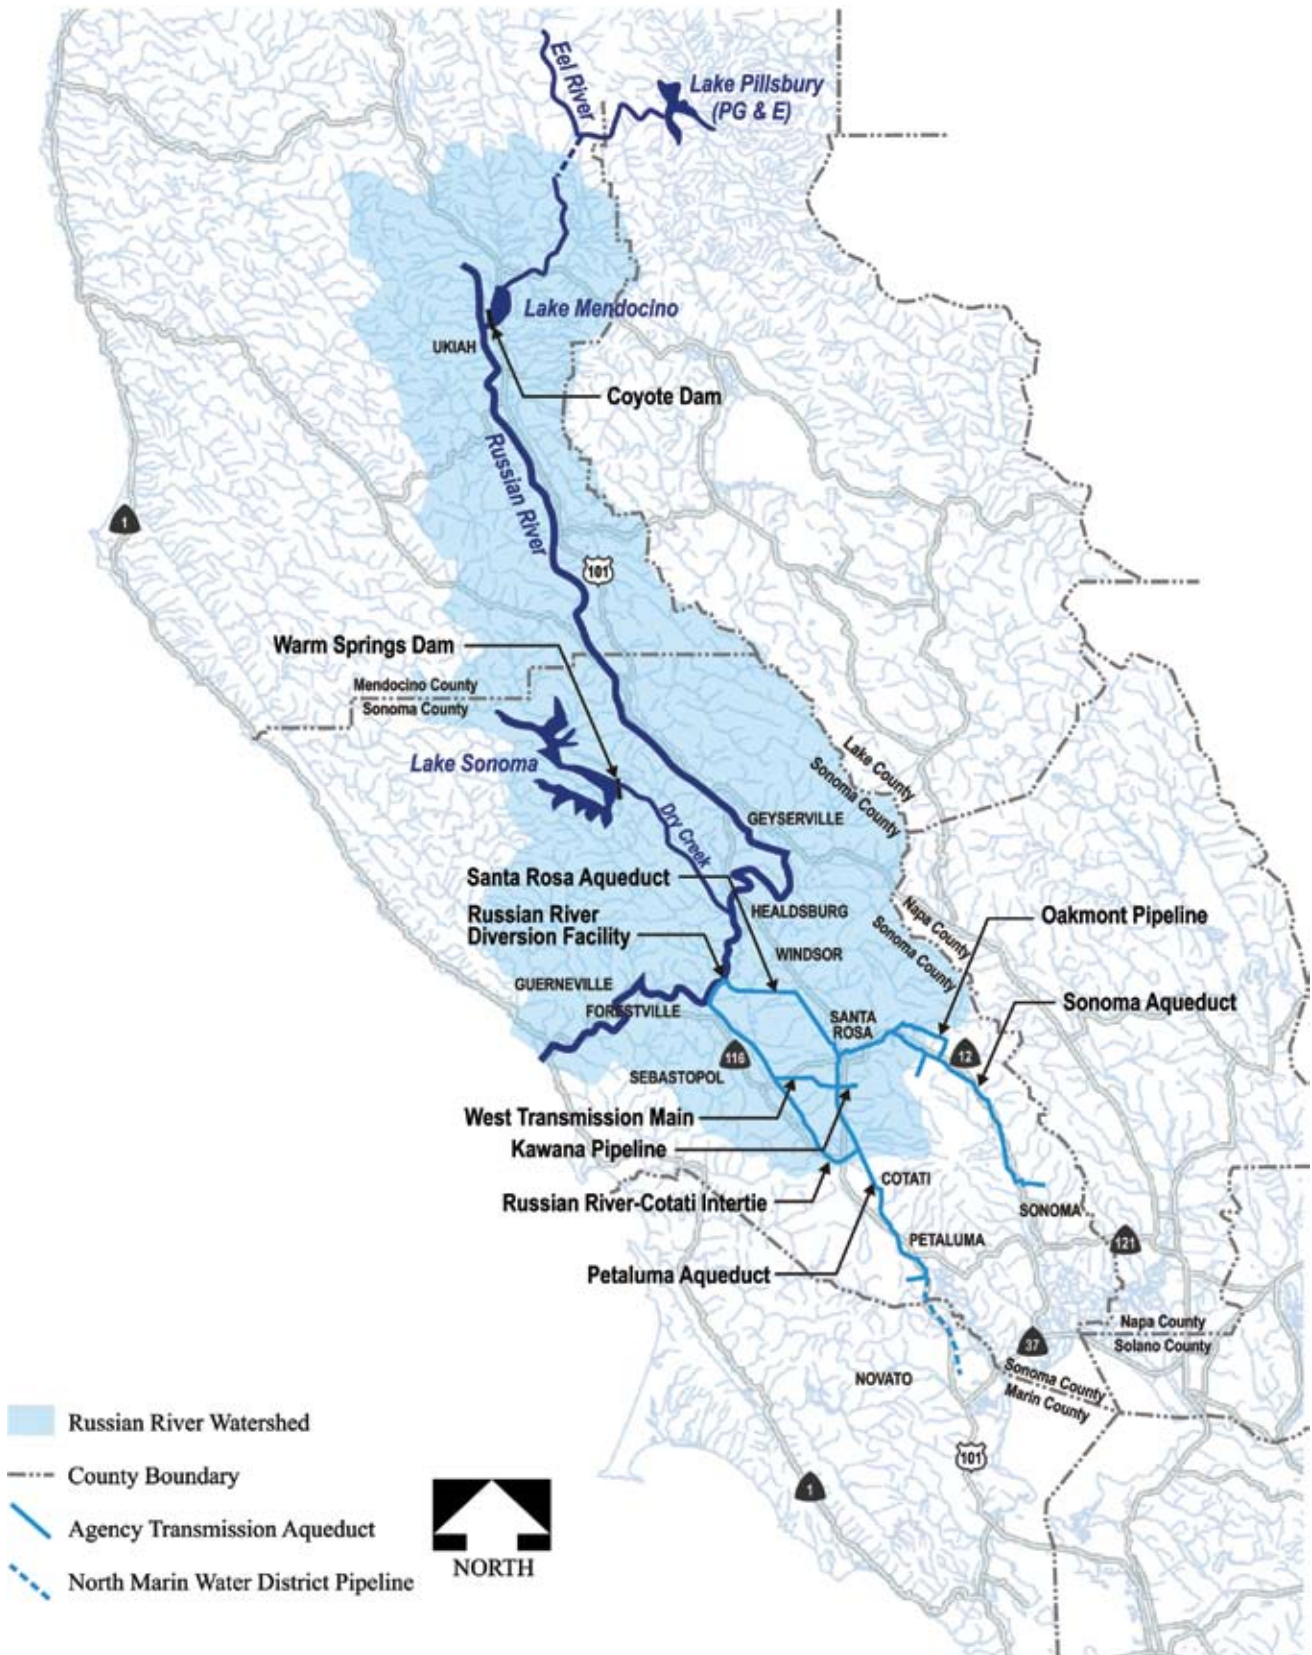 Eel River
Lake Pillsbury
(PG & E)
Lake Mendocino
UKIAH
Coyote Dam
Russian River
1
101
Warm Springs Dam
Mendocino County
Sonoma County
Lake Sonoma
Lake County
Sonoma County
Dry Creek
GEYSERVILLE
Santa Rosa Aqueduct
HEALDSBURG
Napa County
Sonoma County
Oakmont Pipeline
Russian River
Diversion Facility
WINDSOR
GUERNEVILLE
FORESTVILLE
Sonoma Aqueduct
SANTA
ROSA
116
12
SEBASTOPOL
West Transmission Main
Kawana Pipeline
COTATI
Russian River-Cotati Intertie
SONOMA
PETALUMA
121
Petaluma Aqueduct
Napa County
Solano County
37
Sonoma County
Marin County
NOVATO
101
1
Russian River Watershed
County Boundary
Agency Transmission Aqueduct
North Marin Water District Pipeline
NORTH